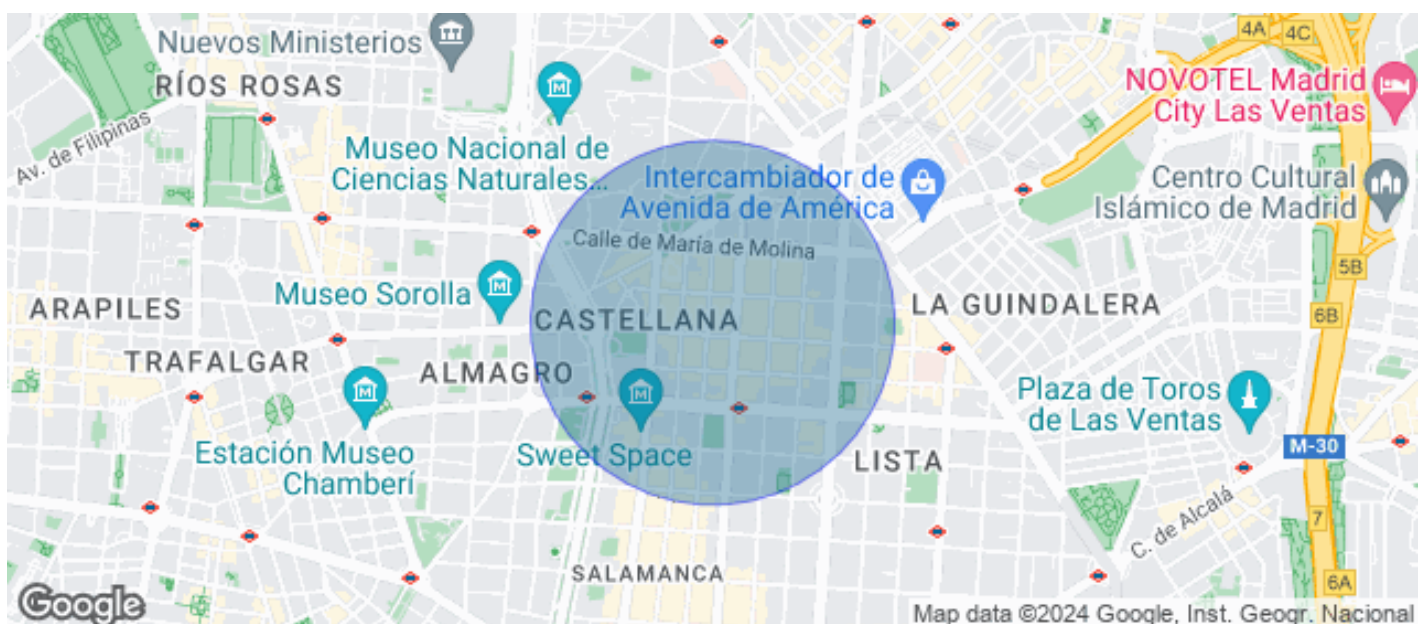 Nuevos Ministerios
RÍOS ROSAS
Av. de Filipinas
Museo Nacional de
Ciencias Naturales...
4A
4C
NOVOTEL Madrid
City Las Ventas
Intercambiador de
Avenida de América
Centro Cultural
Islámico de Madrid
Calle de María de Molina
5B
Museo Sorolla
ARAPILES
CASTELLANA
LA GUINDALERA
6B
TRAFALGAR
ALMAGRO
Plaza de Toros
de Las Ventas
Estación Museo
Chamberí
Sweet Space
LISTA
M-30
C. de Alcalá
7
SALAMANCA
6A
Google
Map data ©2024 Google, Inst. Geogr. Nacional